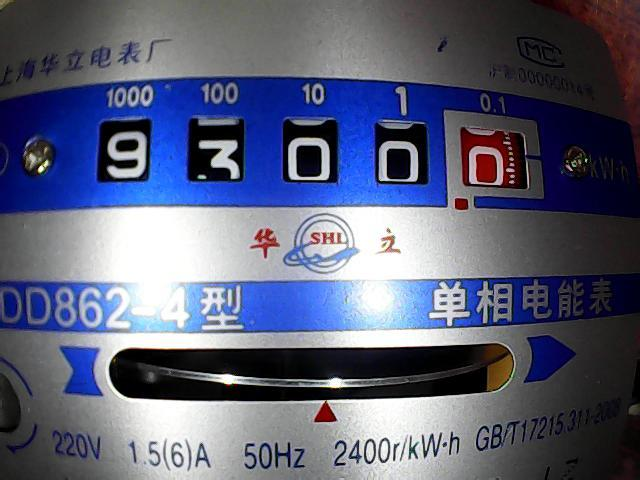 上海华立电表厂
MC
1000 100 10 1 0.1
9 3 0 0 0 kW·h
华 SHL 立
DD862-4型 单相电能表
220V 1.5(6)A 50Hz 2400r/kW·h GB/T17215.311-2008